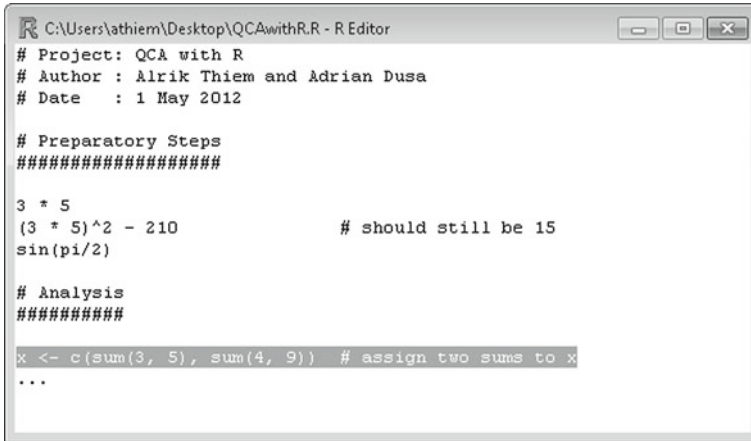 C:\Users\athiem\Desktop\QCAwithR.R - R Editor
# Project: QCA with R
# Author : Alrik Thiem and Adrian Dusa
# Date   : 1 May 2012
# Preparatory Steps
###################
3 * 5
(3 * 5)^2 - 210                  # should still be 15
sin(pi/2)
# Analysis
##########
x <- c(sum(3, 5), sum(4, 9))  # assign two sums to x
...